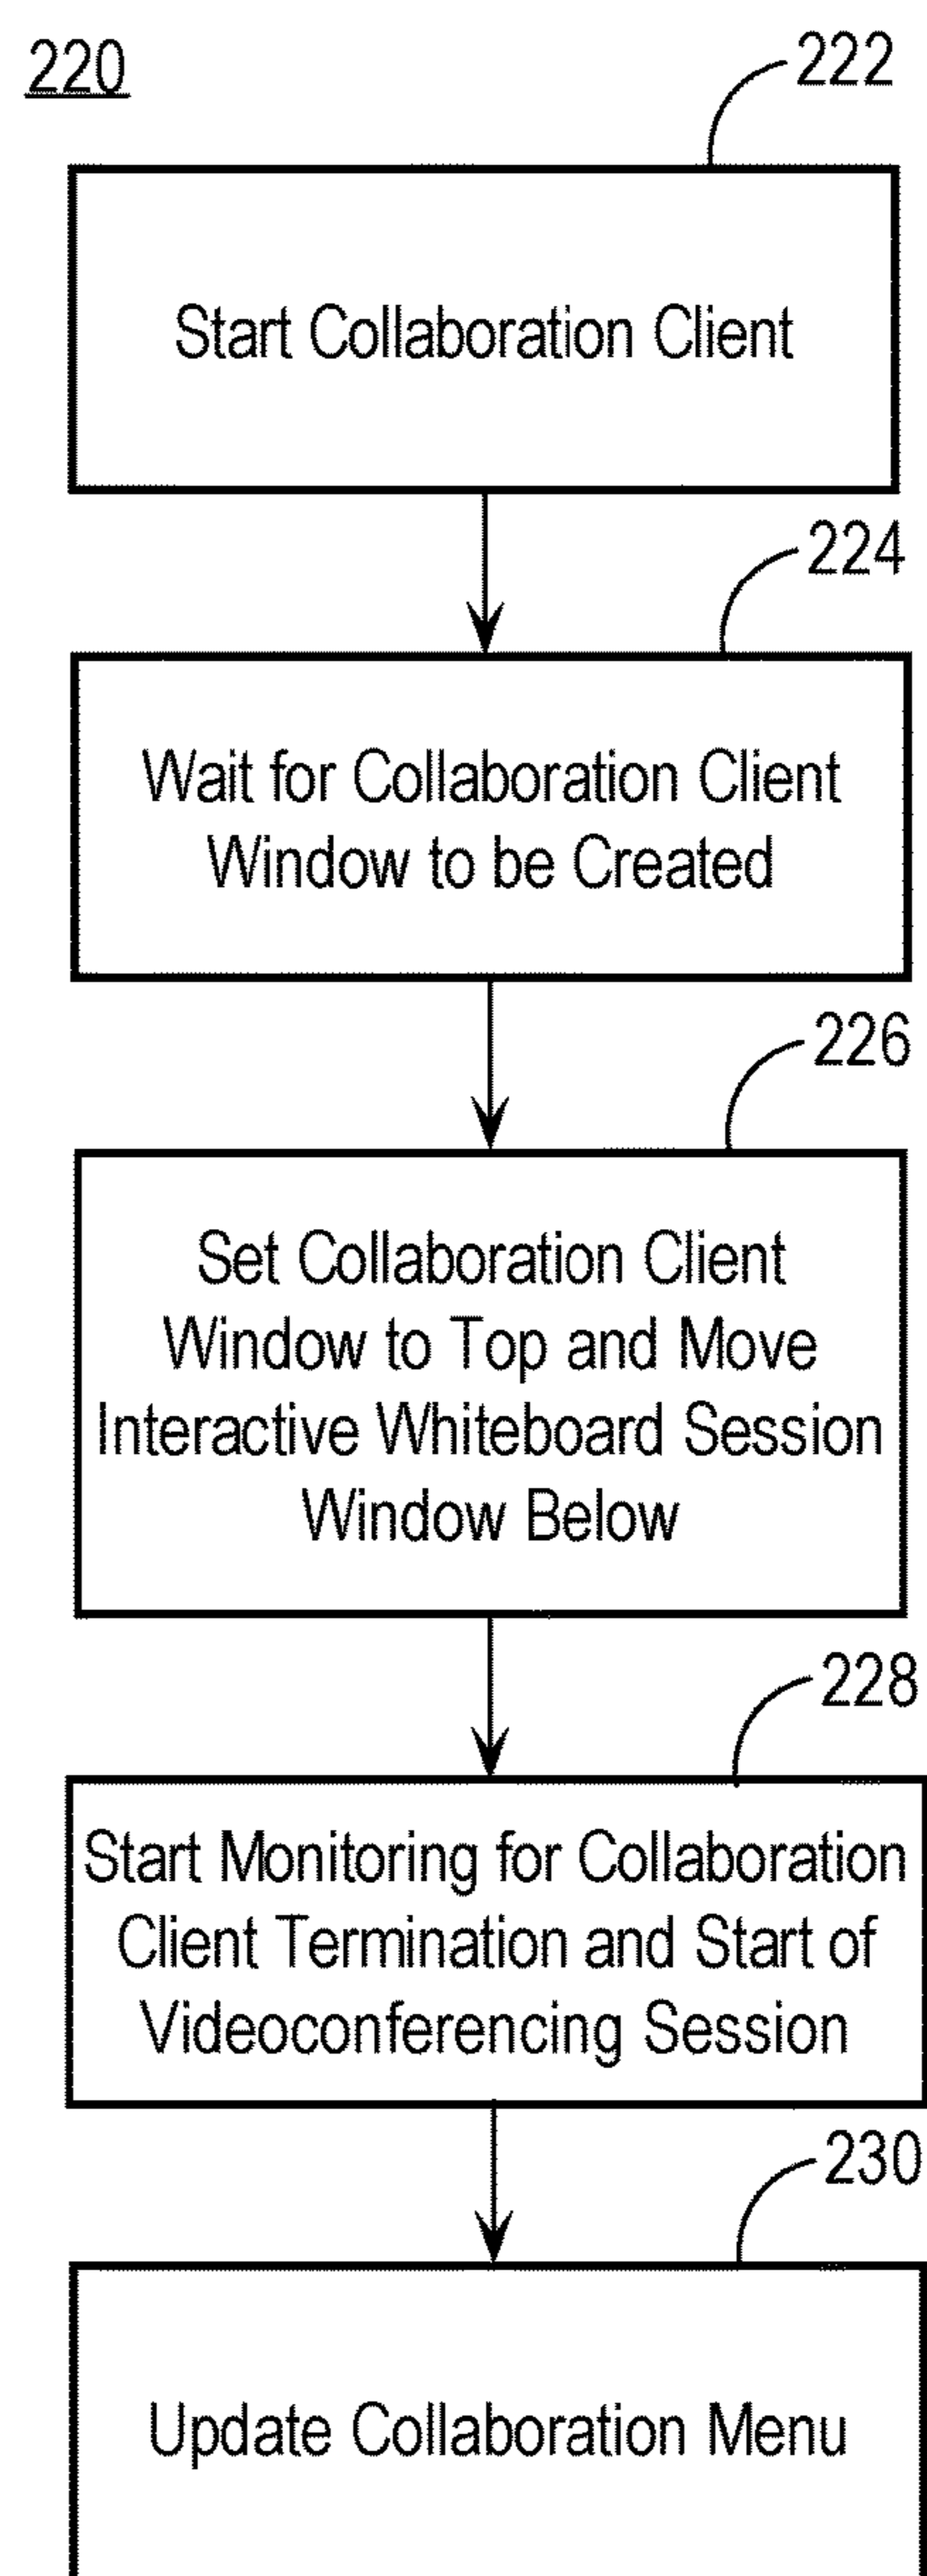 220
222
Start Collaboration Client
224
Wait for Collaboration Client
Window to be Created
226
Set Collaboration Client
Window to Top and Move
Interactive Whiteboard Session
Window Below
228
Start Monitoring for Collaboration
Client Termination and Start of
Videoconferencing Session
230
Update Collaboration Menu